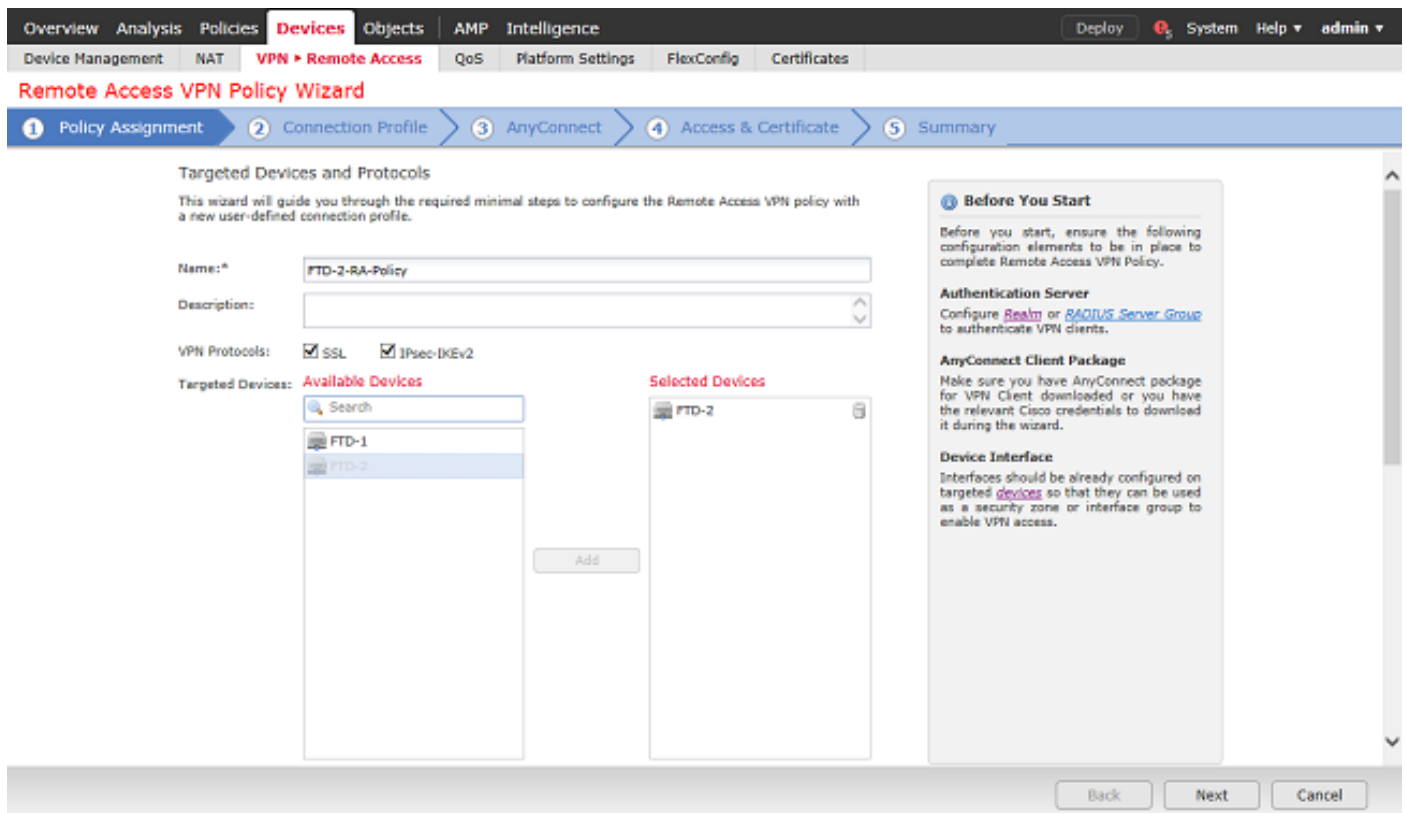 Overview Analysis Policies Devices Objects AMP Intelligence Deploy 5 System Help ▾ admin ▾
Device Management NAT VPN ▸ Remote Access QoS Platform Settings FlexConfig Certificates
Remote Access VPN Policy Wizard
1 Policy Assignment 2 Connection Profile 3 AnyConnect 4 Access & Certificate 5 Summary
Targeted Devices and Protocols
This wizard will guide you through the required minimal steps to configure the Remote Access VPN policy with
a new user-defined connection profile.
Name:* FTD-2-RA-Policy
Description:
VPN Protocols: SSL IPsec-IKEv2
Targeted Devices: Available Devices Selected Devices
Search
FTD-1
FTD-2
FTD-2
Add
Before You Start
Before you start, ensure the following
configuration elements to be in place to
complete Remote Access VPN Policy.
Authentication Server
Configure Realm or RADIUS Server Group
to authenticate VPN clients.
AnyConnect Client Package
Make sure you have AnyConnect package
for VPN Client downloaded or you have
the relevant Cisco credentials to download
it during the wizard.
Device Interface
Interfaces should be already configured on
targeted devices so that they can be used
as a security zone or interface group to
enable VPN access.
Back Next Cancel